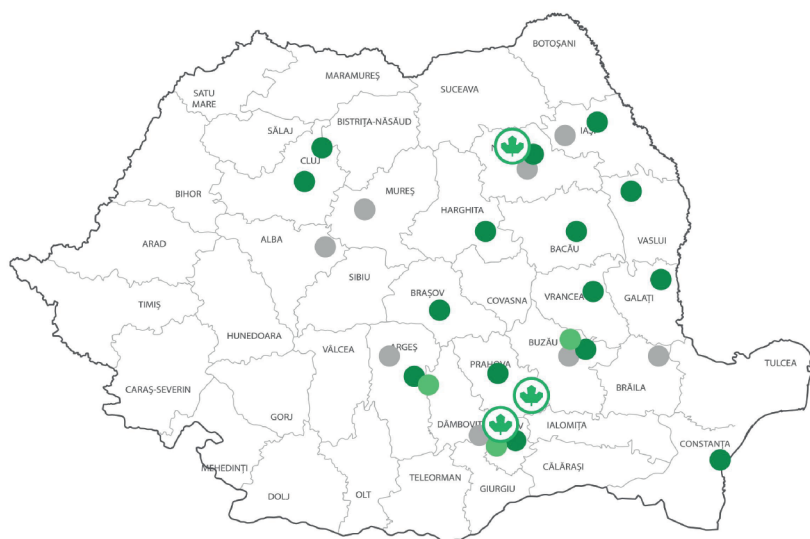 BOTOȘANI
MARAMUREȘ
SUCEAVA
SATU
MARE
BISTRIȚA-NĂSĂUD
SĂLAJ
CLUJ
BIHOR
MUREȘ
HARGHITA
ALBA
ARAD
BACĂU
VASLUI
SIBIU
BRAȘOV
COVASNA
VRANCEA
GALAȚI
TIMIȘ
HUNEDOARA
VÂLCEA
ARGEȘ
BUZĂU
PRAHOVA
TULCEA
CARAȘ-SEVERIN
BRĂILA
GORJ
IALOMIȚA
CONSTANȚA
MEHEDINȚI
CĂLĂRAȘI
TELEORMAN
GIURGIU
DOLJ
OLT